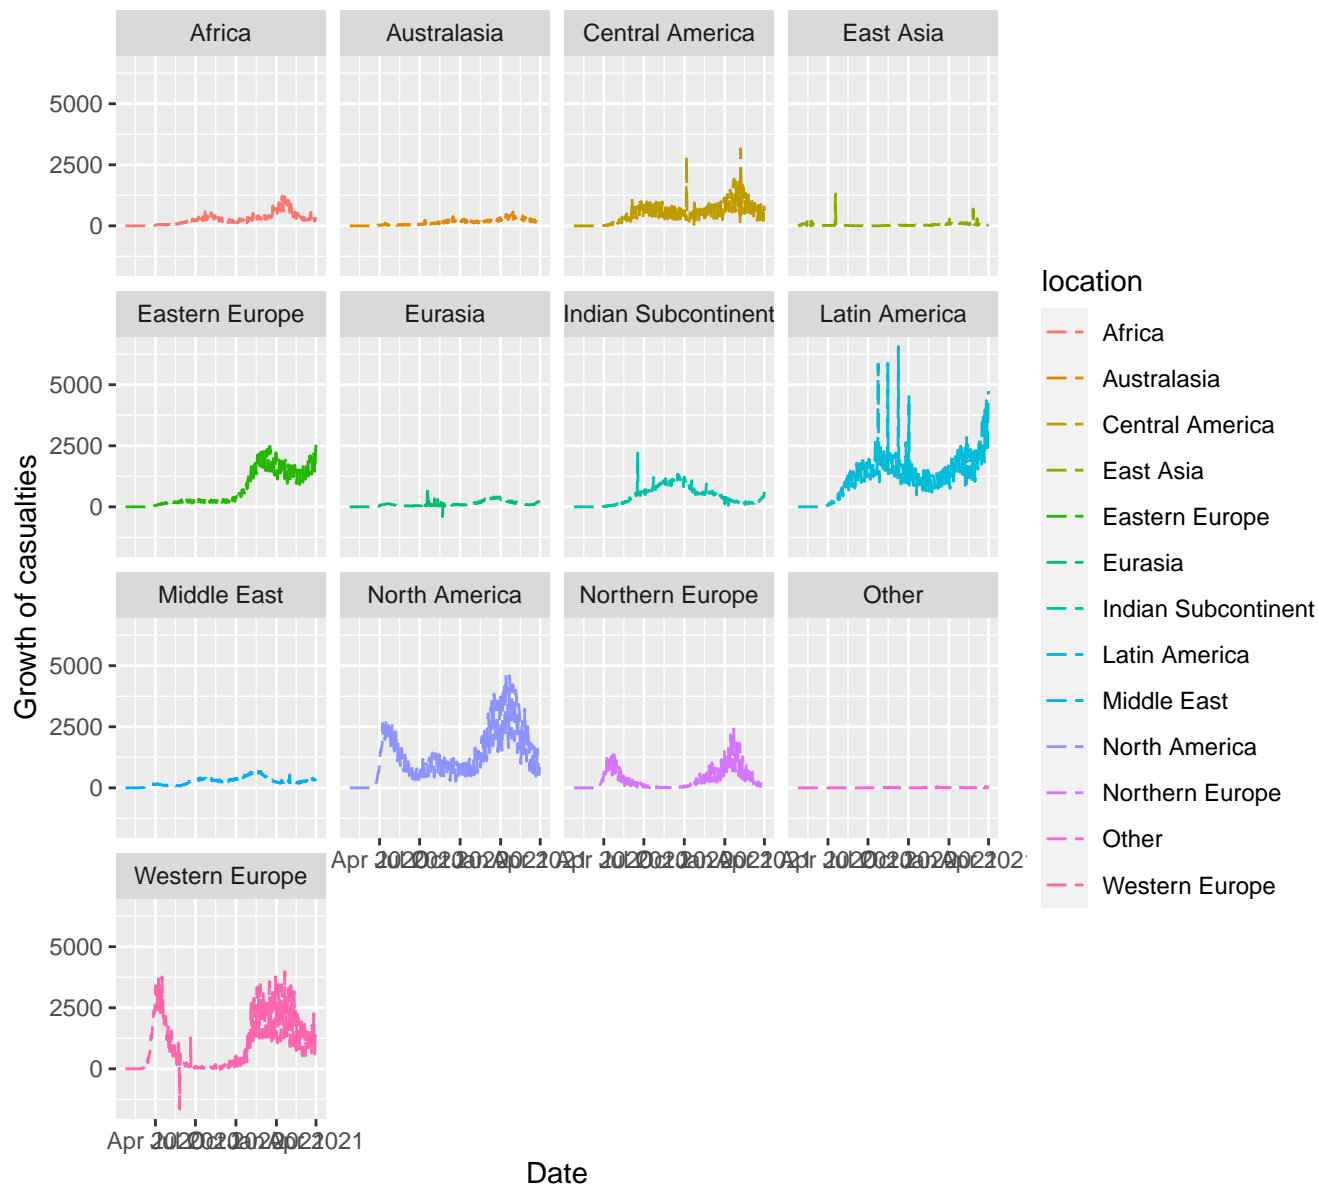 Africa
Australasia
Central America
East Asia
5000
2500
0
Eastern Europe
Eurasia
Indian Subcontinent
Latin America
5000
2500
0
Middle East
North America
Northern Europe
Other
5000
2500
0
Western Europe
5000
2500
0
Growth of casualties
Date
location
Africa
Australasia
Central America
East Asia
Eastern Europe
Eurasia
Indian Subcontinent
Latin America
Middle East
North America
Northern Europe
Other
Western Europe